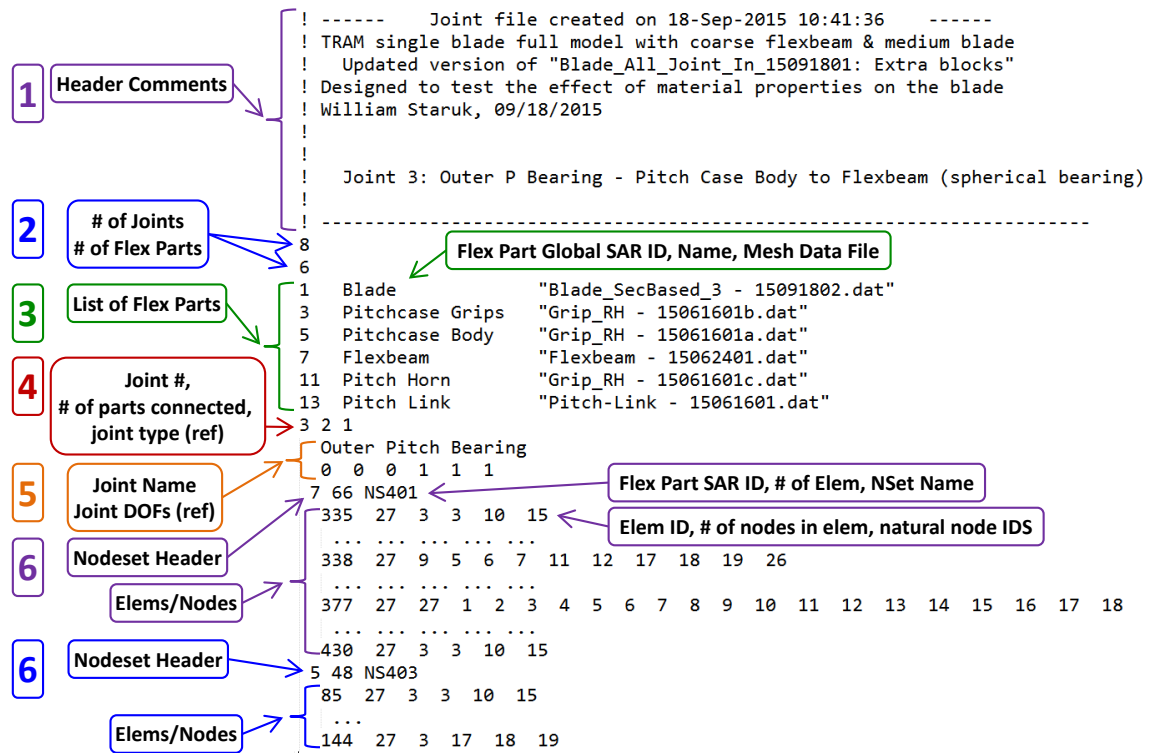 ! ------ Joint file created on 18-Sep-2015 10:41:36 ------
! TRAM single blade full model with coarse flexbeam & medium blade
! Updated version of "Blade_All_Joint_In_15091801: Extra blocks"
1 Header Comments
! Designed to test the effect of material properties on the blade
! William Staruk, 09/18/2015
!
!
! Joint 3: Outer P Bearing - Pitch Case Body to Flexbeam (spherical bearing)
!
! ------------------------------------------------------------------------
2 # of Joints
# of Flex Parts
8
6
Flex Part Global SAR ID, Name, Mesh Data File
3 List of Flex Parts
1 Blade "Blade_SecBased_3 - 15091802.dat"
3 Pitchcase Grips "Grip_RH - 15061601b.dat"
5 Pitchcase Body "Grip_RH - 15061601a.dat"
7 Flexbeam "Flexbeam - 15062401.dat"
11 Pitch Horn "Grip_RH - 15061601c.dat"
13 Pitch Link "Pitch-Link - 15061601.dat"
4 Joint #,
# of parts connected,
joint type (ref)
3 2 1
Outer Pitch Bearing
0 0 0 1 1 1
5 Joint Name
Joint DOFs (ref)
7 66 NS401
Flex Part SAR ID, # of Elem, NSet Name
335 27 3 3 10 15
Elem ID, # of nodes in elem, natural node IDS
... ... ... ... ...
6 Nodeset Header
338 27 9 5 6 7 11 12 17 18 19 26
... ... ... ... ...
Elems/Nodes
377 27 27 1 2 3 4 5 6 7 8 9 10 11 12 13 14 15 16 17 18
... ... ... ... ...
430 27 3 3 10 15
6 Nodeset Header
5 48 NS403
85 27 3 3 10 15
...
Elems/Nodes
144 27 3 17 18 19